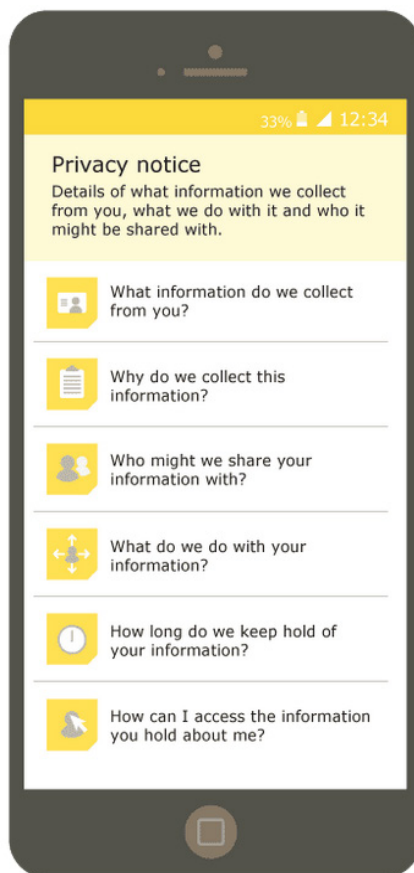 33% 12:34
Privacy notice
Details of what information we collect
from you, what we do with it and who it
might be shared with.
What information do we collect
from you?
Why do we collect this
information?
Who might we share your
information with?
What do we do with your
information?
How long do we keep hold of
your information?
How can I access the information
you hold about me?